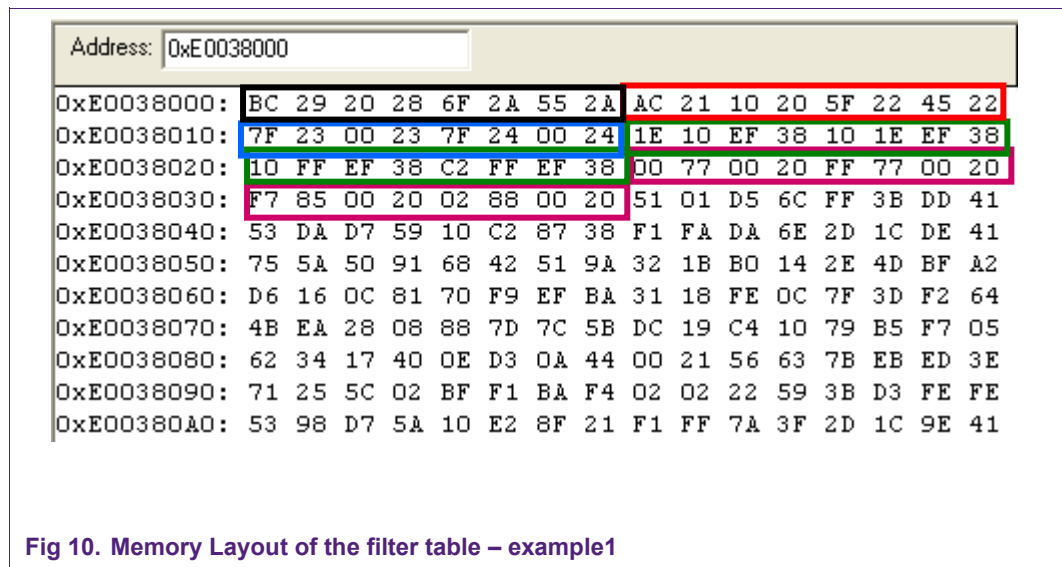 Address: 0xE0038000
0xE0038000: BC 29 20 28 6F 2A 55 2A AC 21 10 20 5F 22 45 22
0xE0038010: 7F 23 00 23 7F 24 00 24 1E 10 EF 38 10 1E EF 38
0xE0038020: 10 FF EF 38 C2 FF EF 38 00 77 00 20 FF 77 00 20
0xE0038030: F7 85 00 20 02 88 00 20 51 01 D5 6C FF 3B DD 41
0xE0038040: 53 DA D7 59 10 C2 87 38 F1 FA DA 6E 2D 1C DE 41
0xE0038050: 75 5A 50 91 68 42 51 9A 32 1B B0 14 2E 4D BF A2
0xE0038060: D6 16 0C 81 70 F9 EF BA 31 18 FE 0C 7F 3D F2 64
0xE0038070: 4B EA 28 08 88 7D 7C 5B DC 19 C4 10 79 B5 F7 05
0xE0038080: 62 34 17 40 0E D3 0A 44 00 21 56 63 7B EB ED 3E
0xE0038090: 71 25 5C 02 BF F1 BA F4 02 02 22 59 3B D3 FE FE
0xE00380A0: 53 98 D7 5A 10 E2 8F 21 F1 FF 7A 3F 2D 1C 9E 41
Fig 10. Memory Layout of the filter table – example1